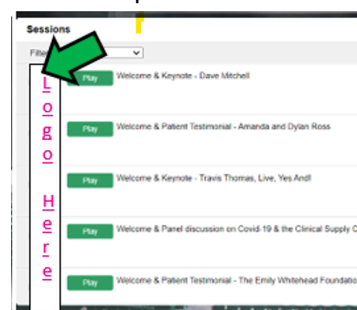 Sessions
Filter
Play Welcome & Keynote - Dave Mitchell
Play Welcome & Patient Testimonial - Amanda and Dylan Ross
Play Welcome & Keynote - Travis Thomas, Live, Yes And!
Play Welcome & Panel discussion on Covid-19 & the Clinical Supply C
Play Welcome & Patient Testimonial - The Emily Whitehead Foundatio
Logo Here